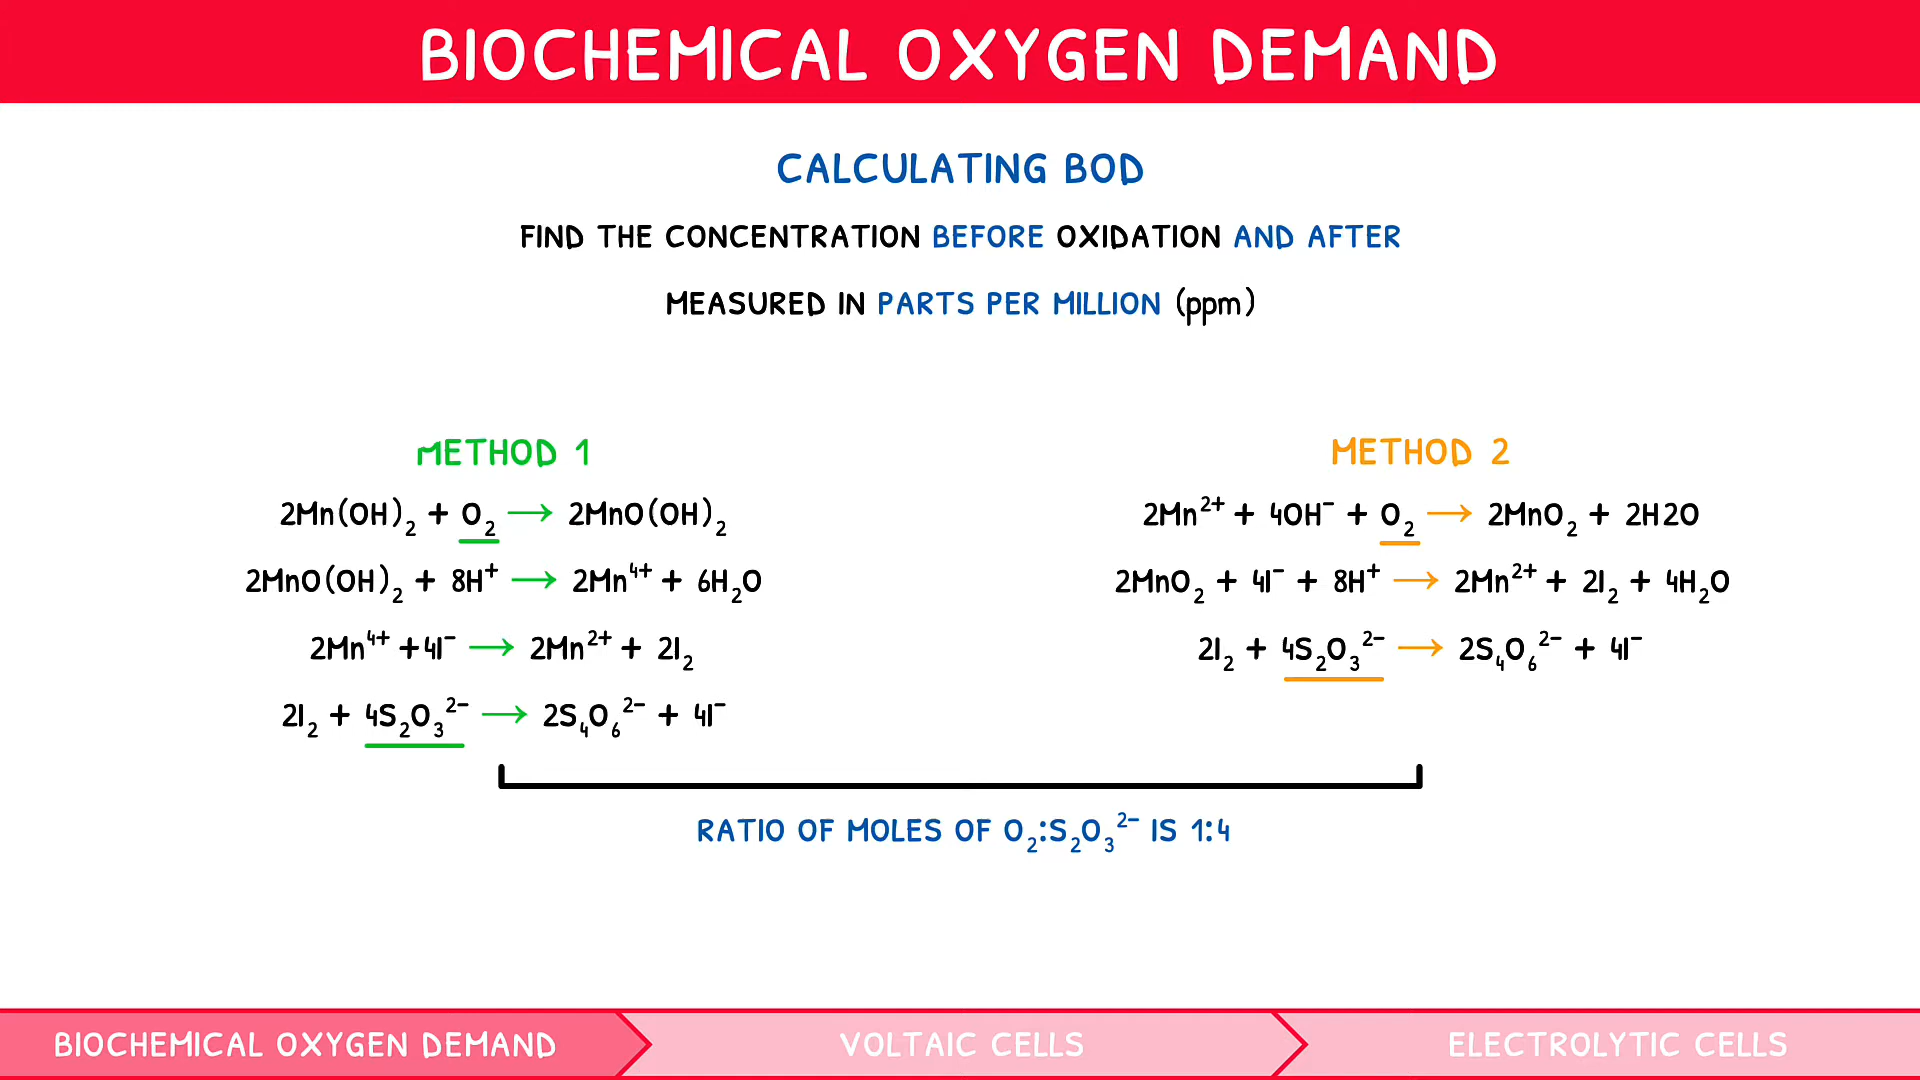 BIOCHEMICAL OXYGEN DEMAND
CALCULATING BOD
FIND THE CONCENTRATION BEFORE OXIDATION AND AFTER
MEASURED IN PARTS PER MILLION (ppm)
METHOD 1
2Mn(OH)₂ + O₂ → 2MnO(OH)₂
2MnO(OH)₂ + 8H⁺ → 2Mn⁴⁺ + 6H₂O
2Mn⁴⁺ +4I⁻ → 2Mn²⁺ + 2I₂
2I₂ + 4S₂O₃²⁻ → 2S₄O₆²⁻ + 4I⁻
METHOD 2
2Mn²⁺ + 4OH⁻ + O₂ → 2MnO₂ + 2H2O
2MnO₂ + 4I⁻ + 8H⁺ → 2Mn²⁺ + 2I₂ + 4H₂O
2I₂ + 4S₂O₃²⁻ → 2S₄O₆²⁻ + 4I⁻
RATIO OF MOLES OF O₂:S₂O₃²⁻ IS 1:4
BIOCHEMICAL OXYGEN DEMAND
VOLTAIC CELLS
ELECTROLYTIC CELLS